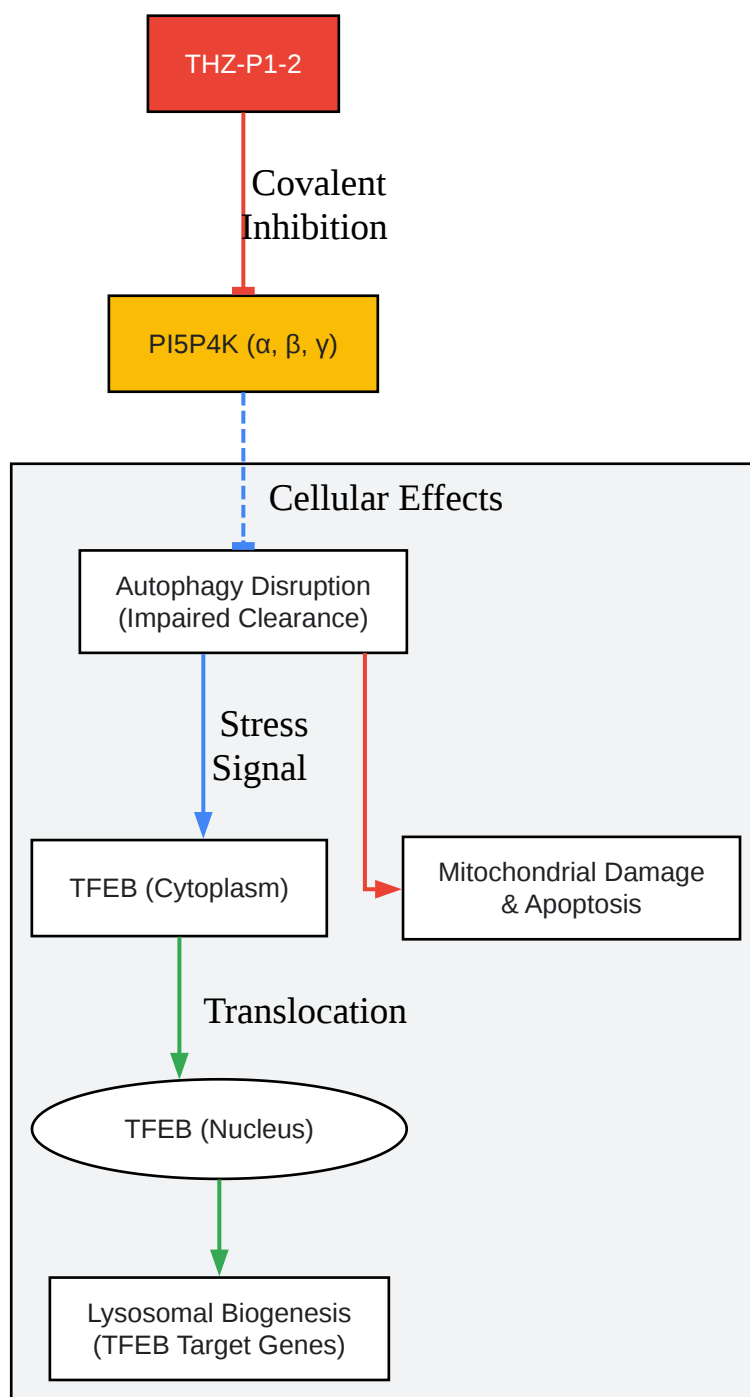 THZ-P1-2
Covalent
Inhibition
PI5P4K (α, β, γ)
Cellular Effects
Autophagy Disruption
(Impaired Clearance)
Stress
Signal
TFEB (Cytoplasm)
Mitochondrial Damage
& Apoptosis
Translocation
TFEB (Nucleus)
Lysosomal Biogenesis
(TFEB Target Genes)